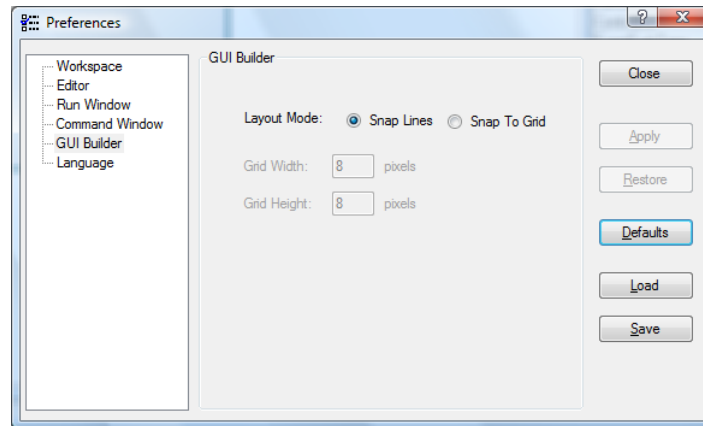 Preferences
Workspace
Editor
Run Window
Command Window
GUI Builder
Language
GUI Builder
Layout Mode: Snap Lines Snap To Grid
Grid Width: 8 pixels
Grid Height: 8 pixels
Close
Apply
Restore
Defaults
Load
Save